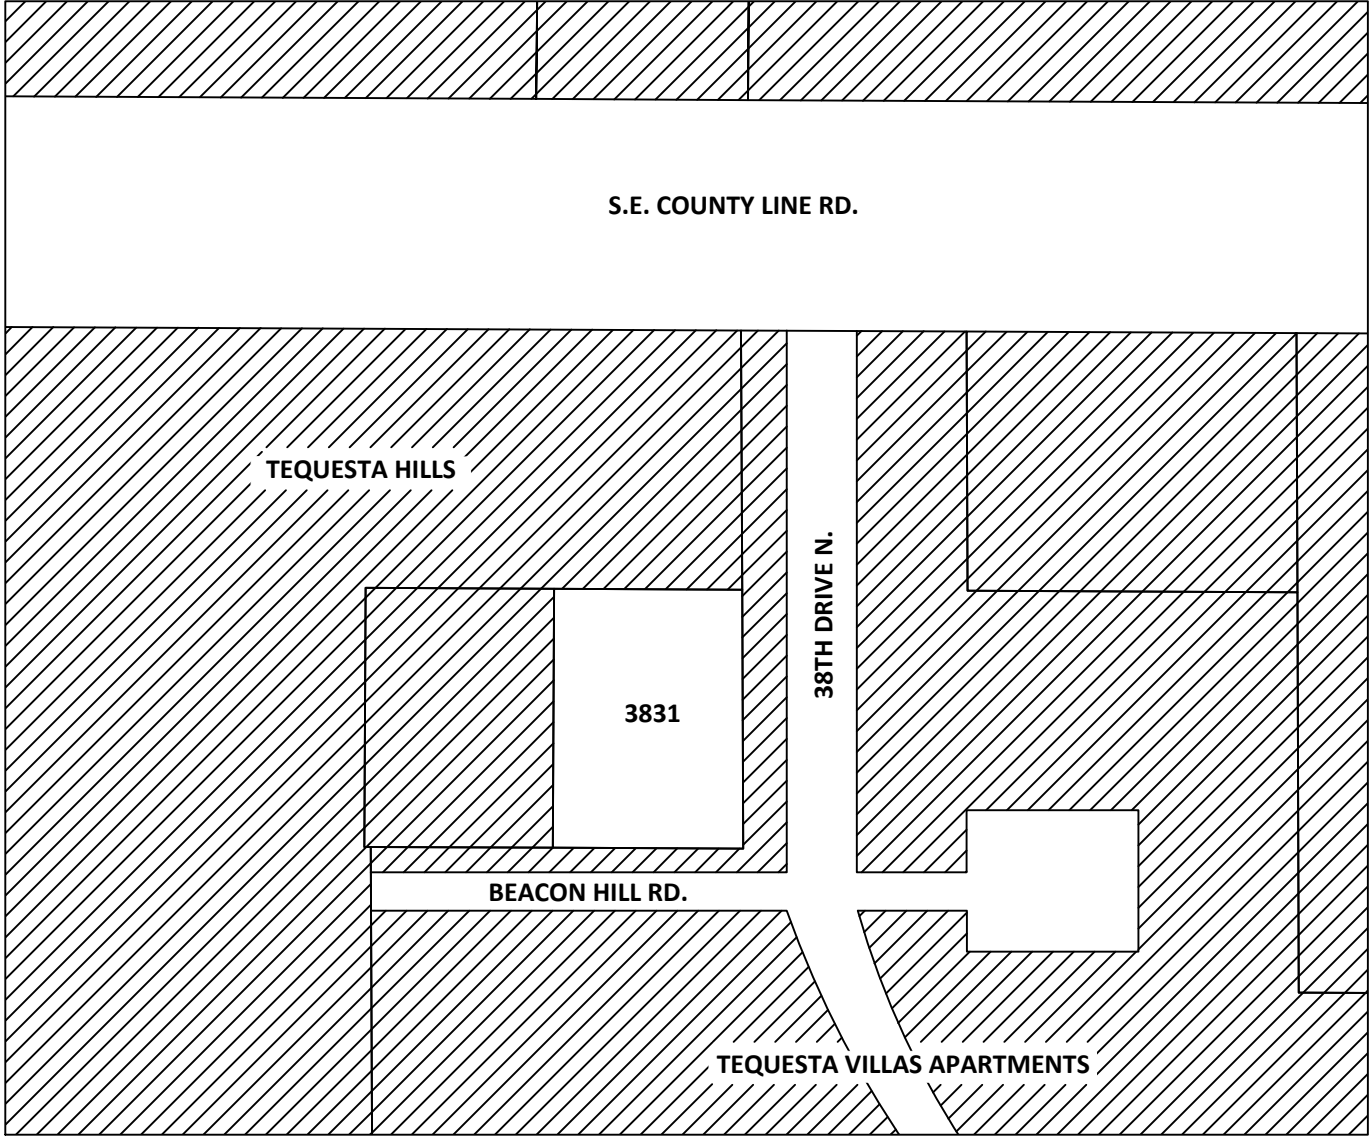 S.E. COUNTY LINE RD.
TEQUESTA HILLS
38TH DRIVE N.
3831
BEACON HILL RD.
TEQUESTA VILLAS APARTMENTS